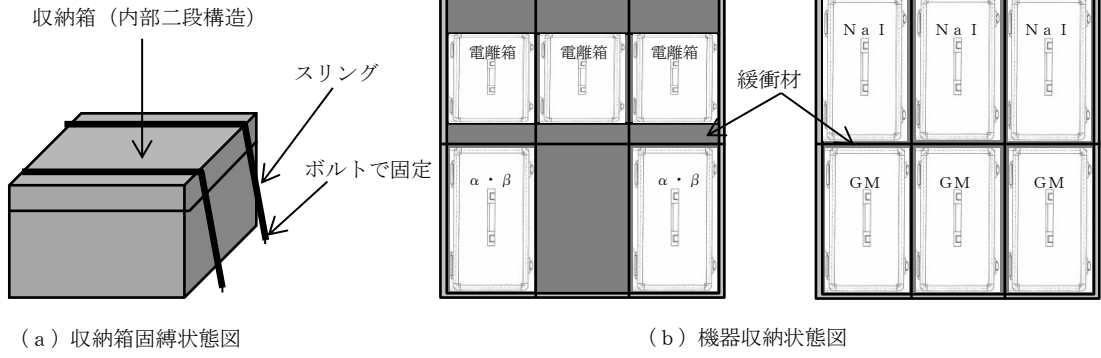 収納箱（内部二段構造）
スリング
ボルトで固定
（a）収納箱固縛状態図
電離箱 電離箱 電離箱
α・β α・β
緩衝材
ＮａＩ ＮａＩ ＮａＩ
ＧＭ ＧＭ ＧＭ
（b）機器収納状態図